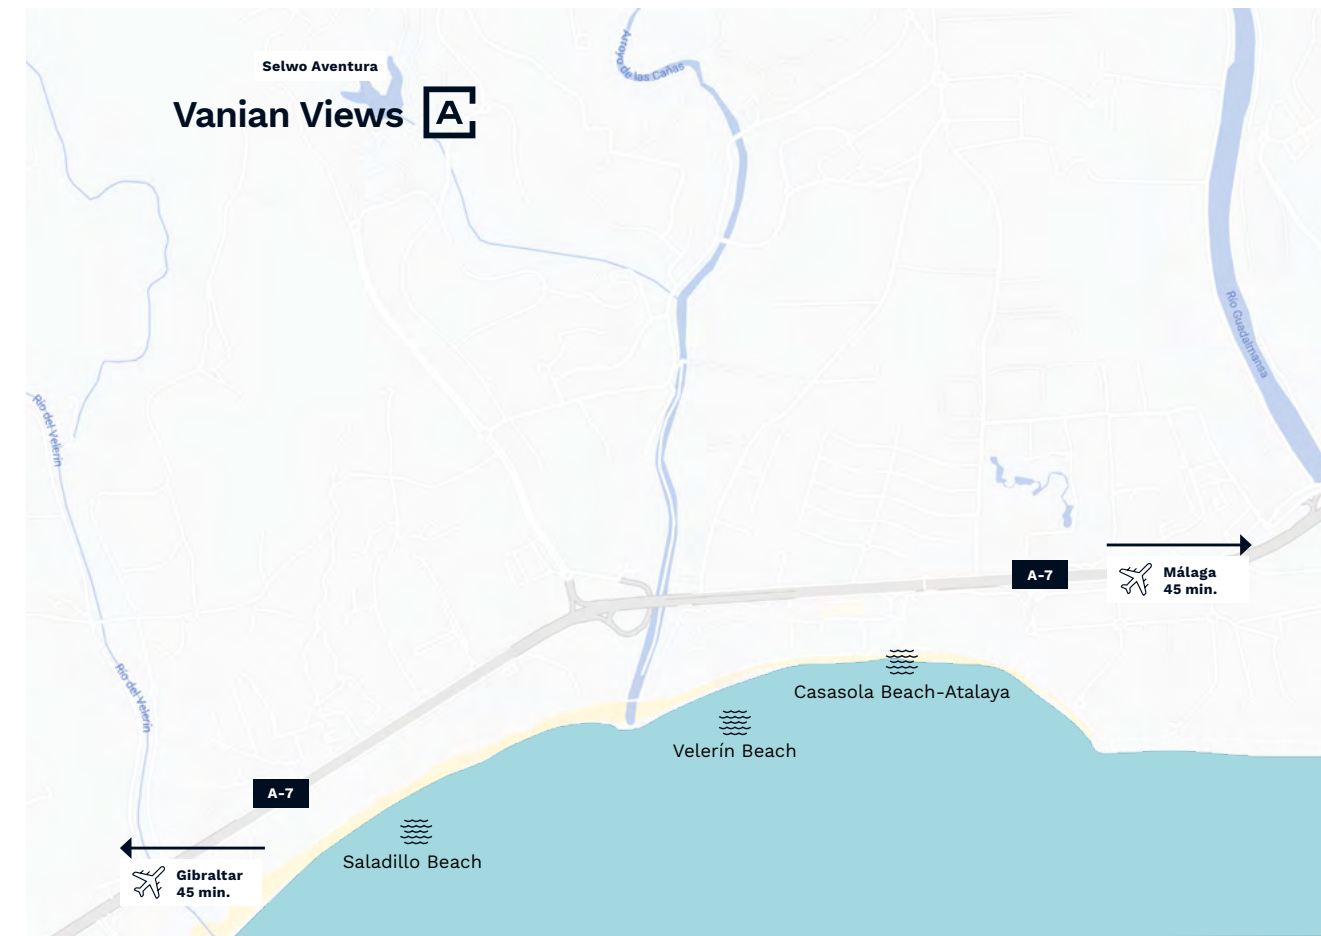 Arroyo de las Cañas
Selwo Aventura
Vanian Views A
Río Guadalmansa
Río del Velerín
A-7
Málaga
45 min.
Río del Velerín
Casasola Beach-Atalaya
Velerín Beach
A-7
Saladillo Beach
Gibraltar
45 min.